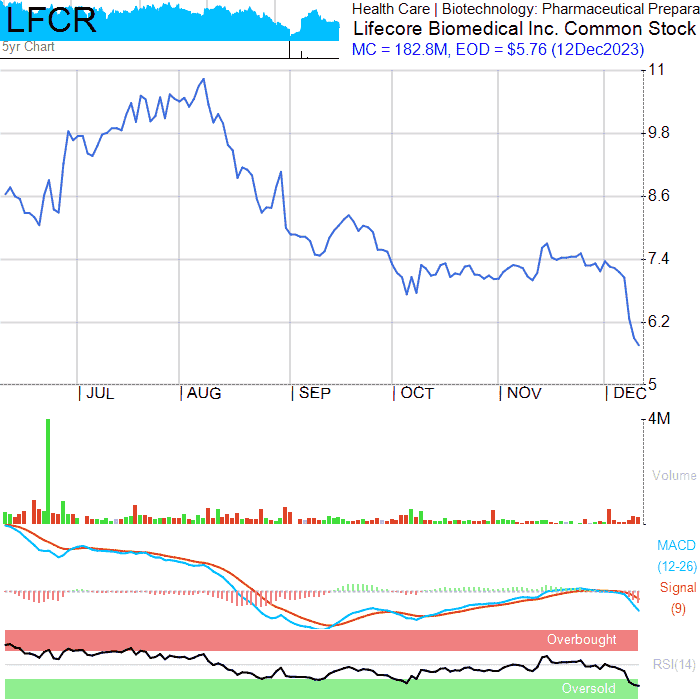 LFCR
Health Care | Biotechnology: Pharmaceutical Prepara
Lifecore Biomedical Inc. Common Stock
5yr Chart
MC = 182.8M, EOD = $5.76 (12Dec2023)
11
9.8
8.6
7.4
6.2
5
| JUL
| AUG
| SEP
| OCT
| NOV
| DEC
4M
Volume
MACD
(12-26)
Signal
(9)
Overbought
RSI(14)
Oversold